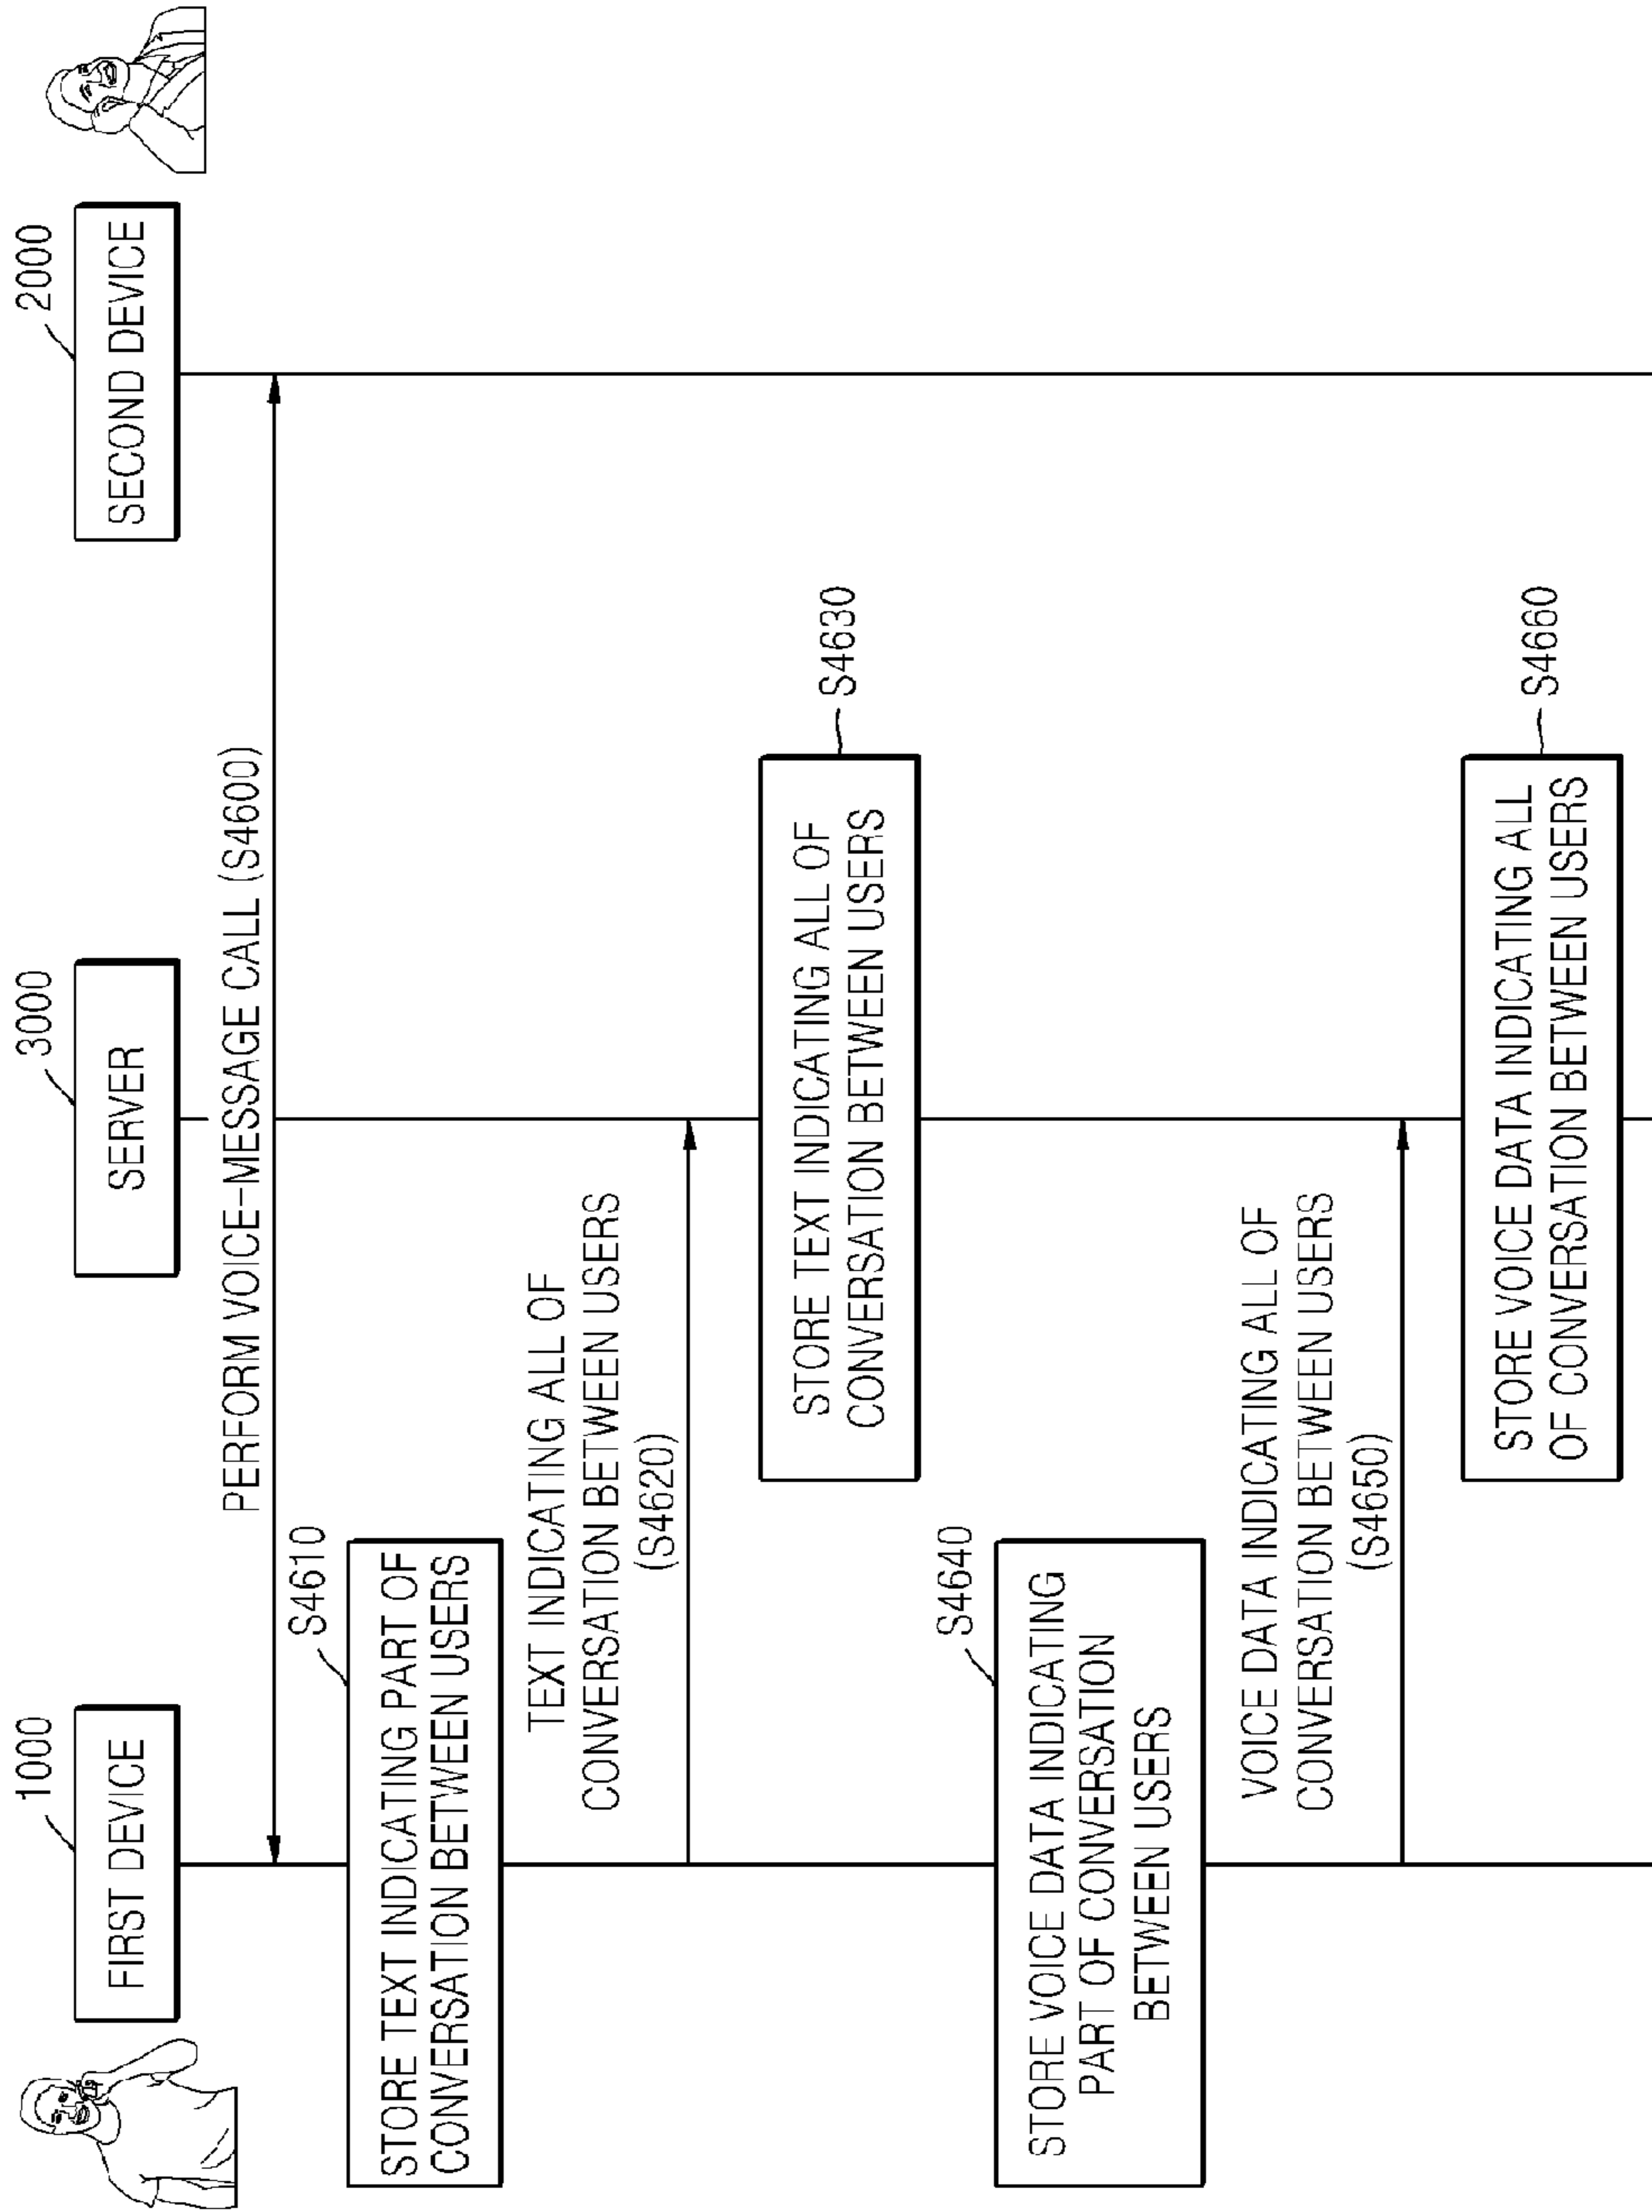 1000
3000
2000
FIRST DEVICE
SERVER
SECOND DEVICE
PERFORM VOICE-MESSAGE CALL (S4600)
S4610
STORE TEXT INDICATING PART OF
CONVERSATION BETWEEN USERS
TEXT INDICATING ALL OF
CONVERSATION BETWEEN USERS
(S4620)
STORE TEXT INDICATING ALL OF
CONVERSATION BETWEEN USERS
S4630
S4640
STORE VOICE DATA INDICATING
PART OF CONVERSATION
BETWEEN USERS
VOICE DATA INDICATING ALL OF
CONVERSATION BETWEEN USERS
(S4650)
STORE VOICE DATA INDICATING ALL
OF CONVERSATION BETWEEN USERS
S4660